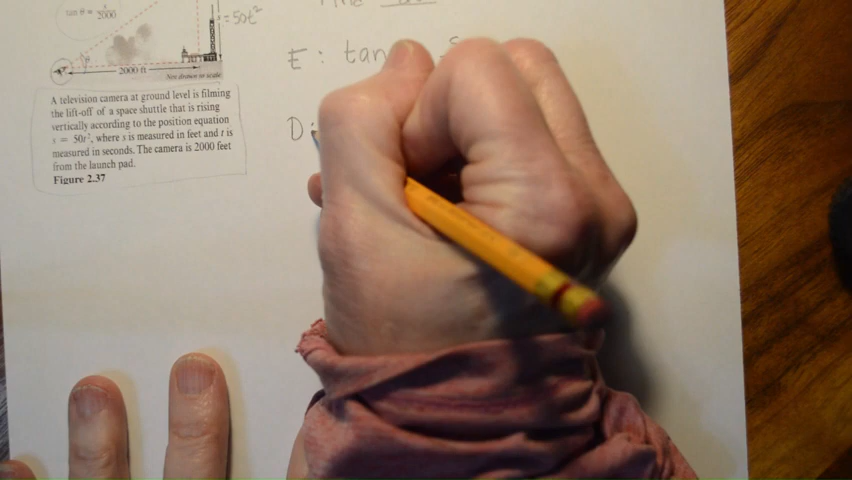 tan θ = s/2000
= 50t²
E : tan
2000 ft
Not drawn to scale
D :
A television camera at ground level is filming
the lift-off of a space shuttle that is rising
vertically according to the position equation
s = 50t², where s is measured in feet and t is
measured in seconds. The camera is 2000 feet
from the launch pad.
Figure 2.37